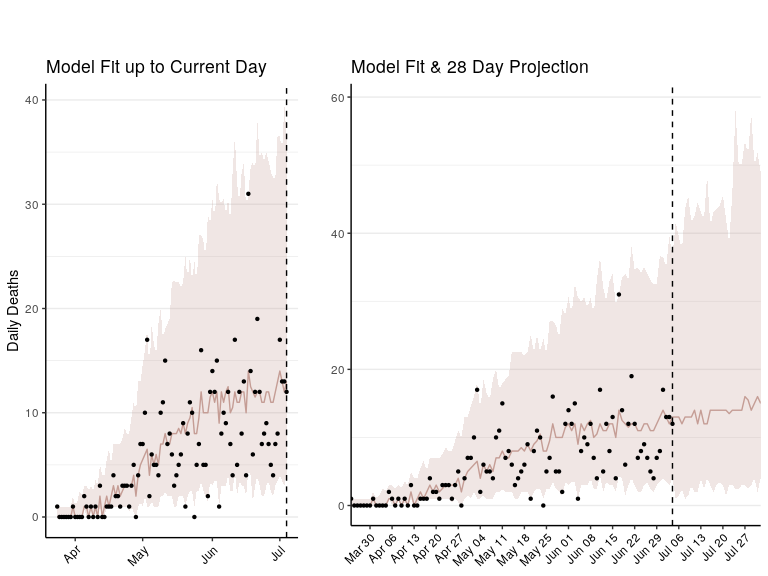 Model Fit up to Current Day
Model Fit & 28 Day Projection
Daily Deaths
40
30
20
10
0
Apr
May
Jun
Jul
60
40
20
0
Mar 30
Apr 06
Apr 13
Apr 20
Apr 27
May 04
May 11
May 18
May 25
Jun 01
Jun 08
Jun 15
Jun 22
Jun 29
Jul 06
Jul 13
Jul 20
Jul 27